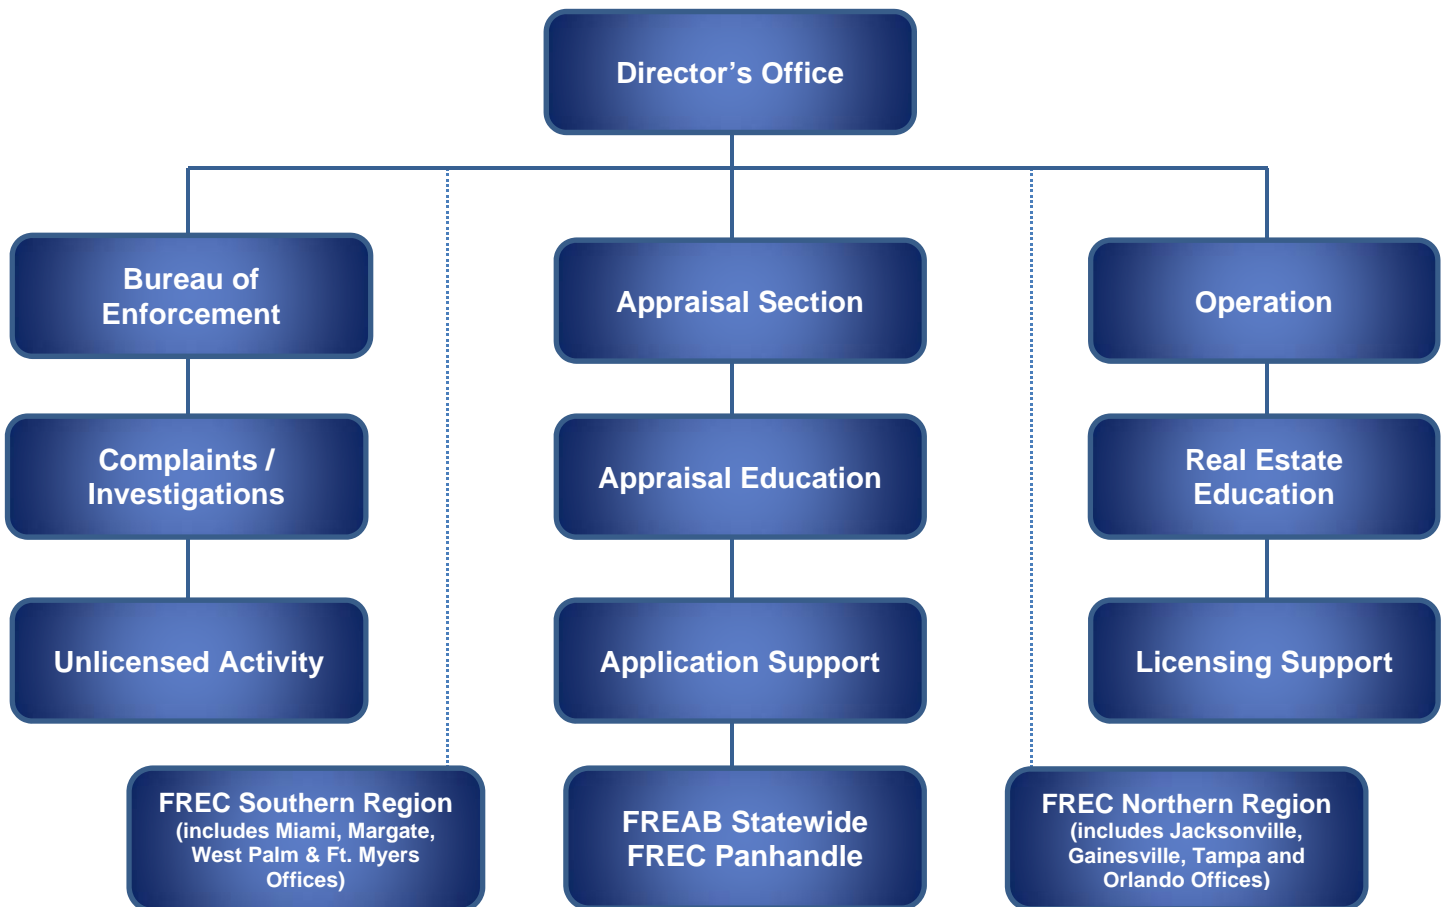 Director’s Office
Bureau of
Enforcement
Appraisal Section
Operation
Complaints /
Investigations
Appraisal Education
Real Estate
Education
Unlicensed Activity
Application Support
Licensing Support
FREC Southern Region
(includes Miami, Margate,
West Palm & Ft. Myers
Offices)
FREAB Statewide
FREC Panhandle
FREC Northern Region
(includes Jacksonville,
Gainesville, Tampa and
Orlando Offices)